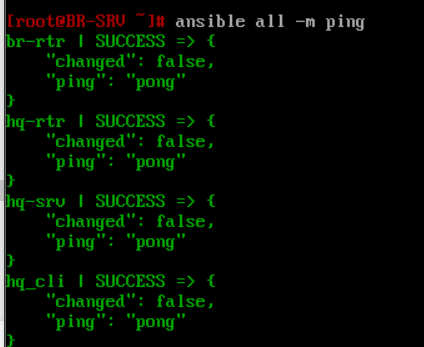 [root@BR-SRV ~]# ansible all -m ping
br-rtr | SUCCESS => {
    "changed": false,
    "ping": "pong"
}
hq-rtr | SUCCESS => {
    "changed": false,
    "ping": "pong"
}
hq-srv | SUCCESS => {
    "changed": false,
    "ping": "pong"
}
hq_cli | SUCCESS => {
    "changed": false,
    "ping": "pong"
}